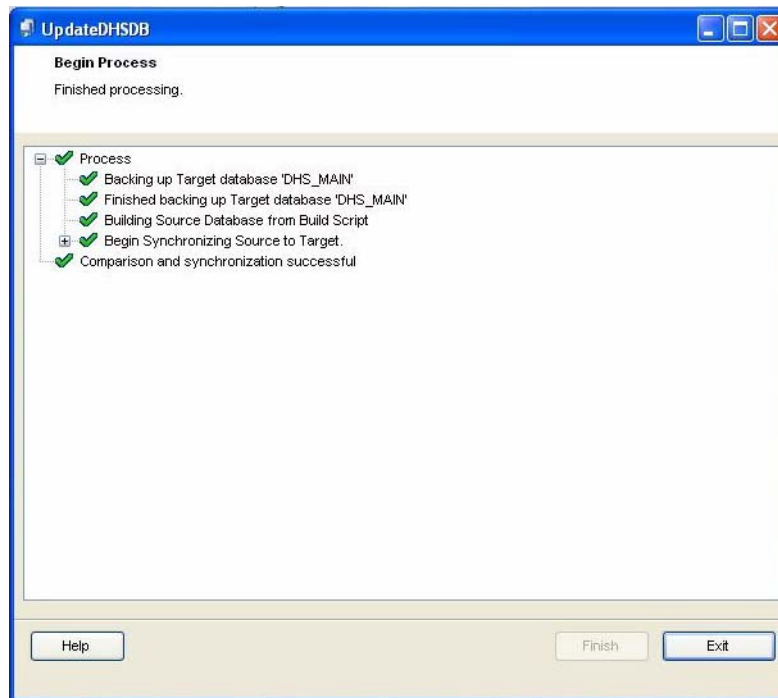 UpdateDHSDB
Begin Process
Finished processing.
Process
Backing up Target database 'DHS_MAIN'
Finished backing up Target database 'DHS_MAIN'
Building Source Database from Build Script
Begin Synchronizing Source to Target.
Comparison and synchronization successful
Help
Finish
Exit